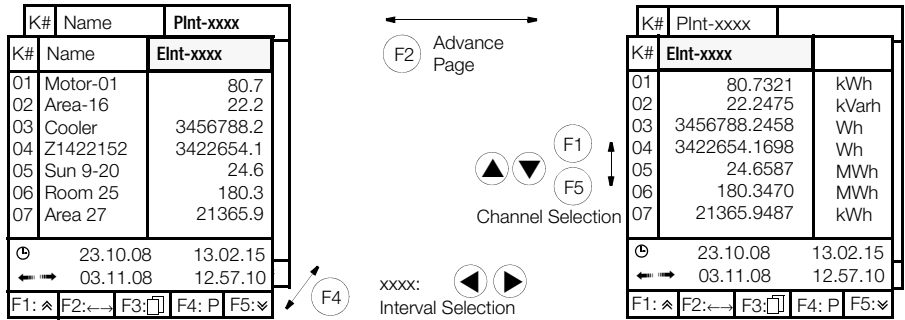 K# Name PInt-xxxx
K# Name EInt-xxxx
01 Motor-01 80.7
02 Area-16 22.2
03 Cooler 3456788.2
04 Z1422152 3422654.1
05 Sun 9-20 24.6
06 Room 25 180.3
07 Area 27 21365.9
23.10.08 13.02.15
03.11.08 12.57.10
F1: F2:←→ F3: F4: P F5:
F2 Advance
Page
F1
F5
Channel Selection
F4
xxxx:
Interval Selection
K# PInt-xxxx
K# EInt-xxxx
01 80.7321 kWh
02 22.2475 kVarh
03 3456788.2458 Wh
04 3422654.1698 Wh
05 24.6587 MWh
06 180.3470 MWh
07 21365.9487 kWh
23.10.08 13.02.15
03.11.08 12.57.10
F1: F2:←→ F3: F4: P F5: